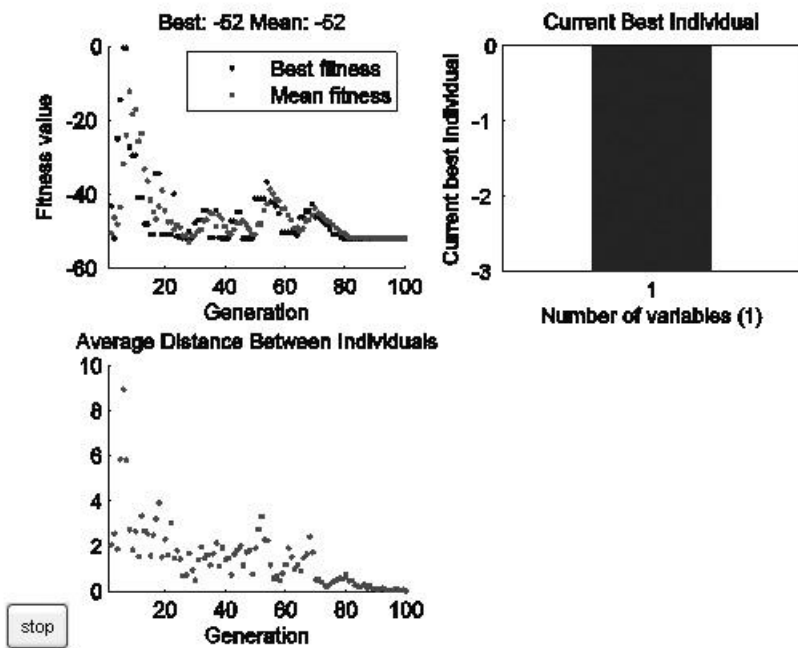 Best: -52 Mean: -52
0
-20
-40
-60
Fitness value
Best fitness
Mean fitness
20 40 60 80 100
Generation
Current Best Individual
0
-1
-2
-3
Current best individual
1
Number of variables (1)
Average Distance Between Individuals
10
8
6
4
2
0
20 40 60 80 100
Generation
stop